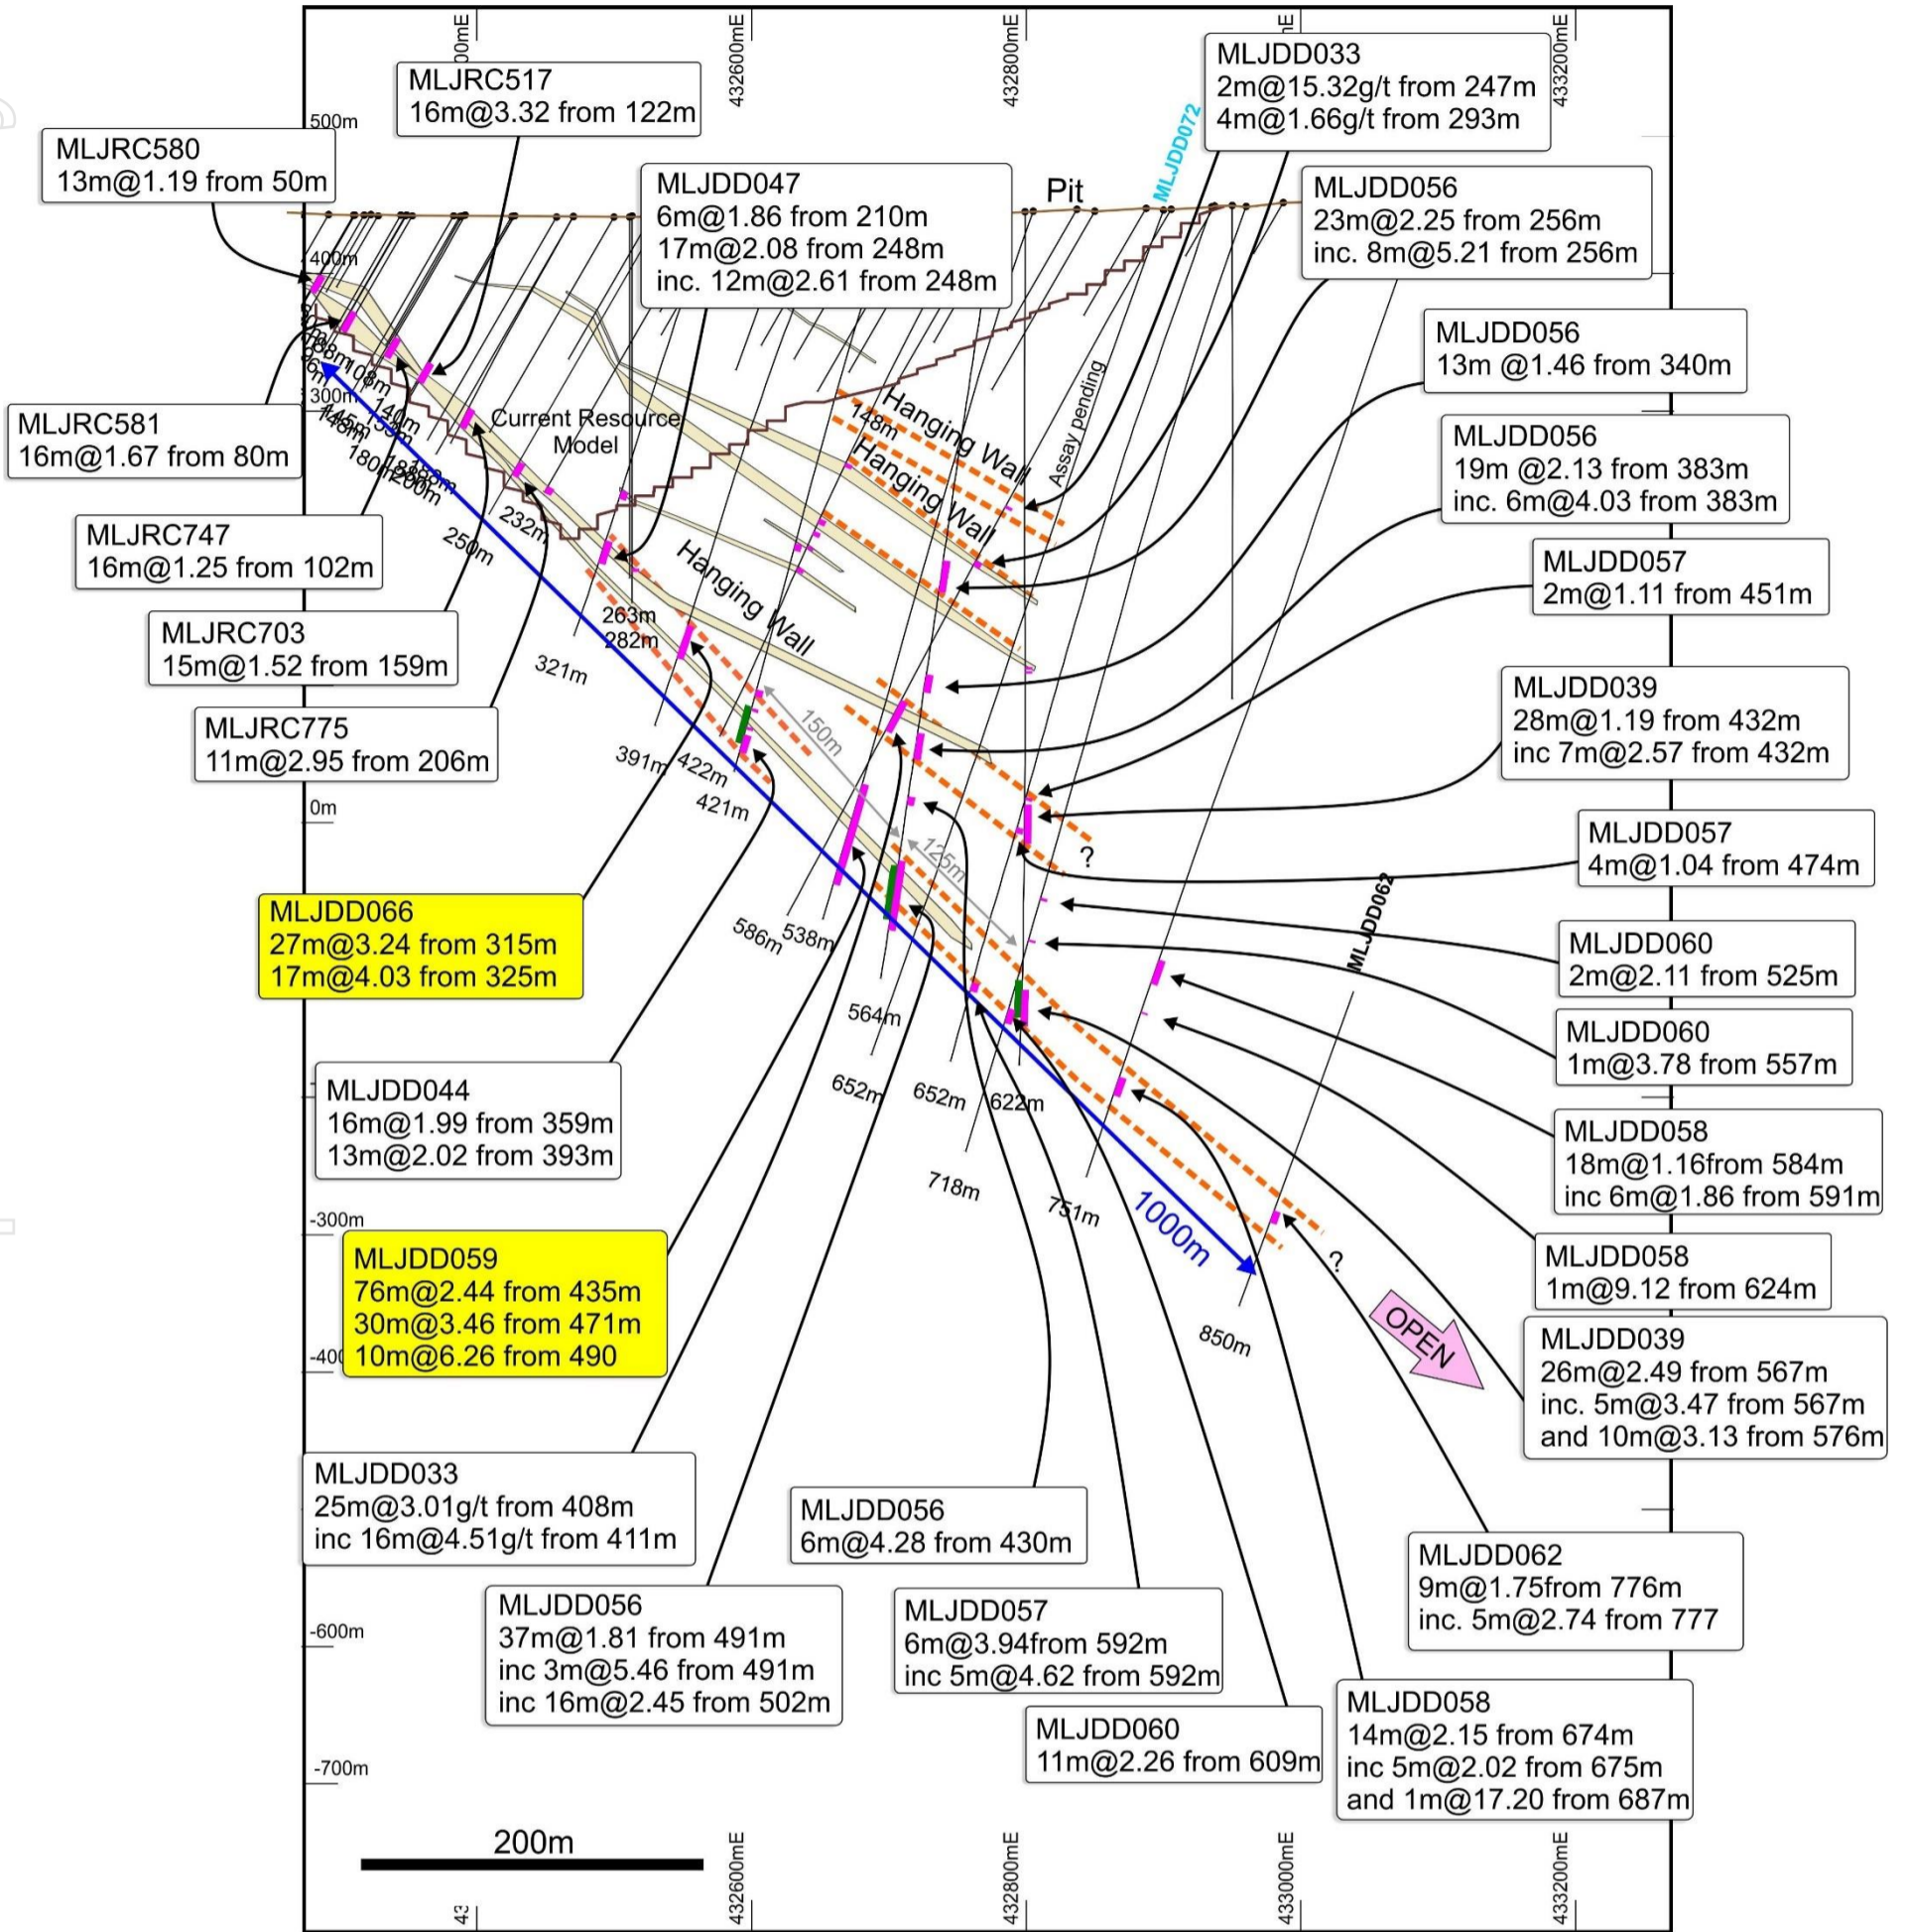 432600mE
432800mE
433200mE
MLJRC517
16m@3.32 from 122m
MLJDD033
2m@15.32g/t from 247m
4m@1.66g/t from 293m
500m
MLJRC580
13m@1.19 from 50m
MLJDD072
Pit
MLJDD047
6m@1.86 from 210m
17m@2.08 from 248m
inc. 12m@2.61 from 248m
MLJDD056
23m@2.25 from 256m
inc. 8m@5.21 from 256m
400m
MLJDD056
13m @1.46 from 340m
108m
300m
140m
148m
180m
200m
Current Resource
Model
148m
Hanging Wall
Hanging Wall
Assay pending
MLJRC581
16m@1.67 from 80m
MLJDD056
19m @2.13 from 383m
inc. 6m@4.03 from 383m
232m
250m
MLJRC747
16m@1.25 from 102m
Hanging Wall
MLJDD057
2m@1.11 from 451m
263m
282m
321m
MLJRC703
15m@1.52 from 159m
MLJDD039
28m@1.19 from 432m
inc 7m@2.57 from 432m
MLJRC775
11m@2.95 from 206m
150m
391m
422m
421m
0m
125m
?
MLJDD057
4m@1.04 from 474m
MLJDD062
MLJDD066
27m@3.24 from 315m
17m@4.03 from 325m
586m
538m
MLJDD060
2m@2.11 from 525m
564m
MLJDD060
1m@3.78 from 557m
MLJDD044
16m@1.99 from 359m
13m@2.02 from 393m
652m
652m
622m
MLJDD058
18m@1.16from 584m
inc 6m@1.86 from 591m
718m
751m
1000m
-300m
?
MLJDD059
76m@2.44 from 435m
30m@3.46 from 471m
10m@6.26 from 490
MLJDD058
1m@9.12 from 624m
850m
OPEN
MLJDD039
26m@2.49 from 567m
inc. 5m@3.47 from 567m
and 10m@3.13 from 576m
MLJDD033
25m@3.01g/t from 408m
inc 16m@4.51g/t from 411m
MLJDD056
6m@4.28 from 430m
MLJDD062
9m@1.75from 776m
inc. 5m@2.74 from 777
-600m
MLJDD056
37m@1.81 from 491m
inc 3m@5.46 from 491m
inc 16m@2.45 from 502m
MLJDD057
6m@3.94from 592m
inc 5m@4.62 from 592m
MLJDD060
11m@2.26 from 609m
MLJDD058
14m@2.15 from 674m
inc 5m@2.02 from 675m
and 1m@17.20 from 687m
-700m
200m
432600mE
432800mE
433000mE
433200mE